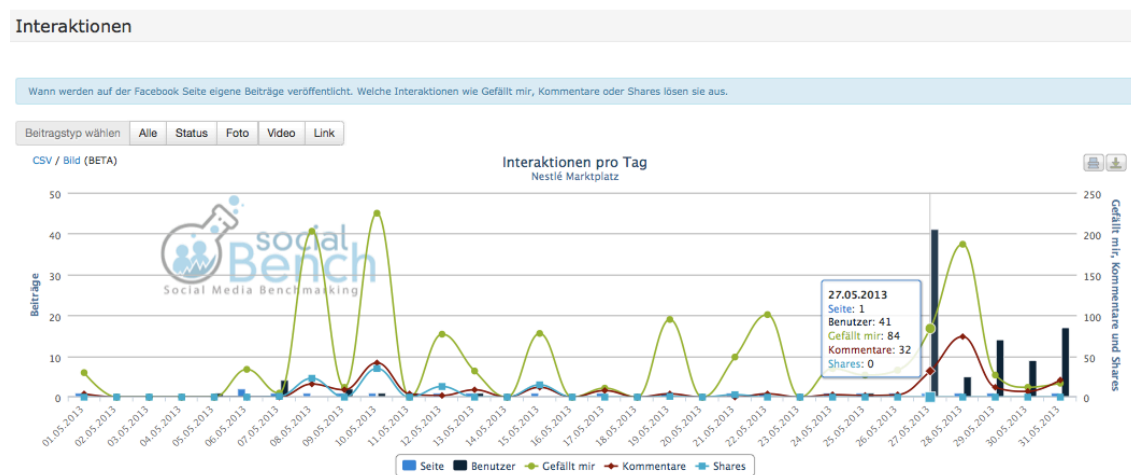 Interaktionen
Wann werden auf der Facebook Seite eigene Beiträge veröffentlicht. Welche Interaktionen wie Gefällt mir, Kommentare oder Shares lösen sie aus.
Beitragstyp wählen Alle Status Foto Video Link
CSV / Bild (BETA)
Interaktionen pro Tag
Nestlé Marktplatz
social
Bench
Social Media Benchmarking
Beiträge
50
40
30
20
10
0
27.05.2013
Seite: 1
Benutzer: 41
Gefällt mir: 84
Kommentare: 32
Shares: 0
250
200
150
100
50
0
Gefällt mir, Kommentare und Shares
01.05.2013
02.05.2013
03.05.2013
04.05.2013
05.05.2013
06.05.2013
07.05.2013
08.05.2013
09.05.2013
10.05.2013
11.05.2013
12.05.2013
13.05.2013
14.05.2013
15.05.2013
16.05.2013
17.05.2013
18.05.2013
19.05.2013
20.05.2013
21.05.2013
22.05.2013
23.05.2013
24.05.2013
25.05.2013
26.05.2013
27.05.2013
28.05.2013
29.05.2013
30.05.2013
31.05.2013
Seite Benutzer Gefällt mir Kommentare Shares